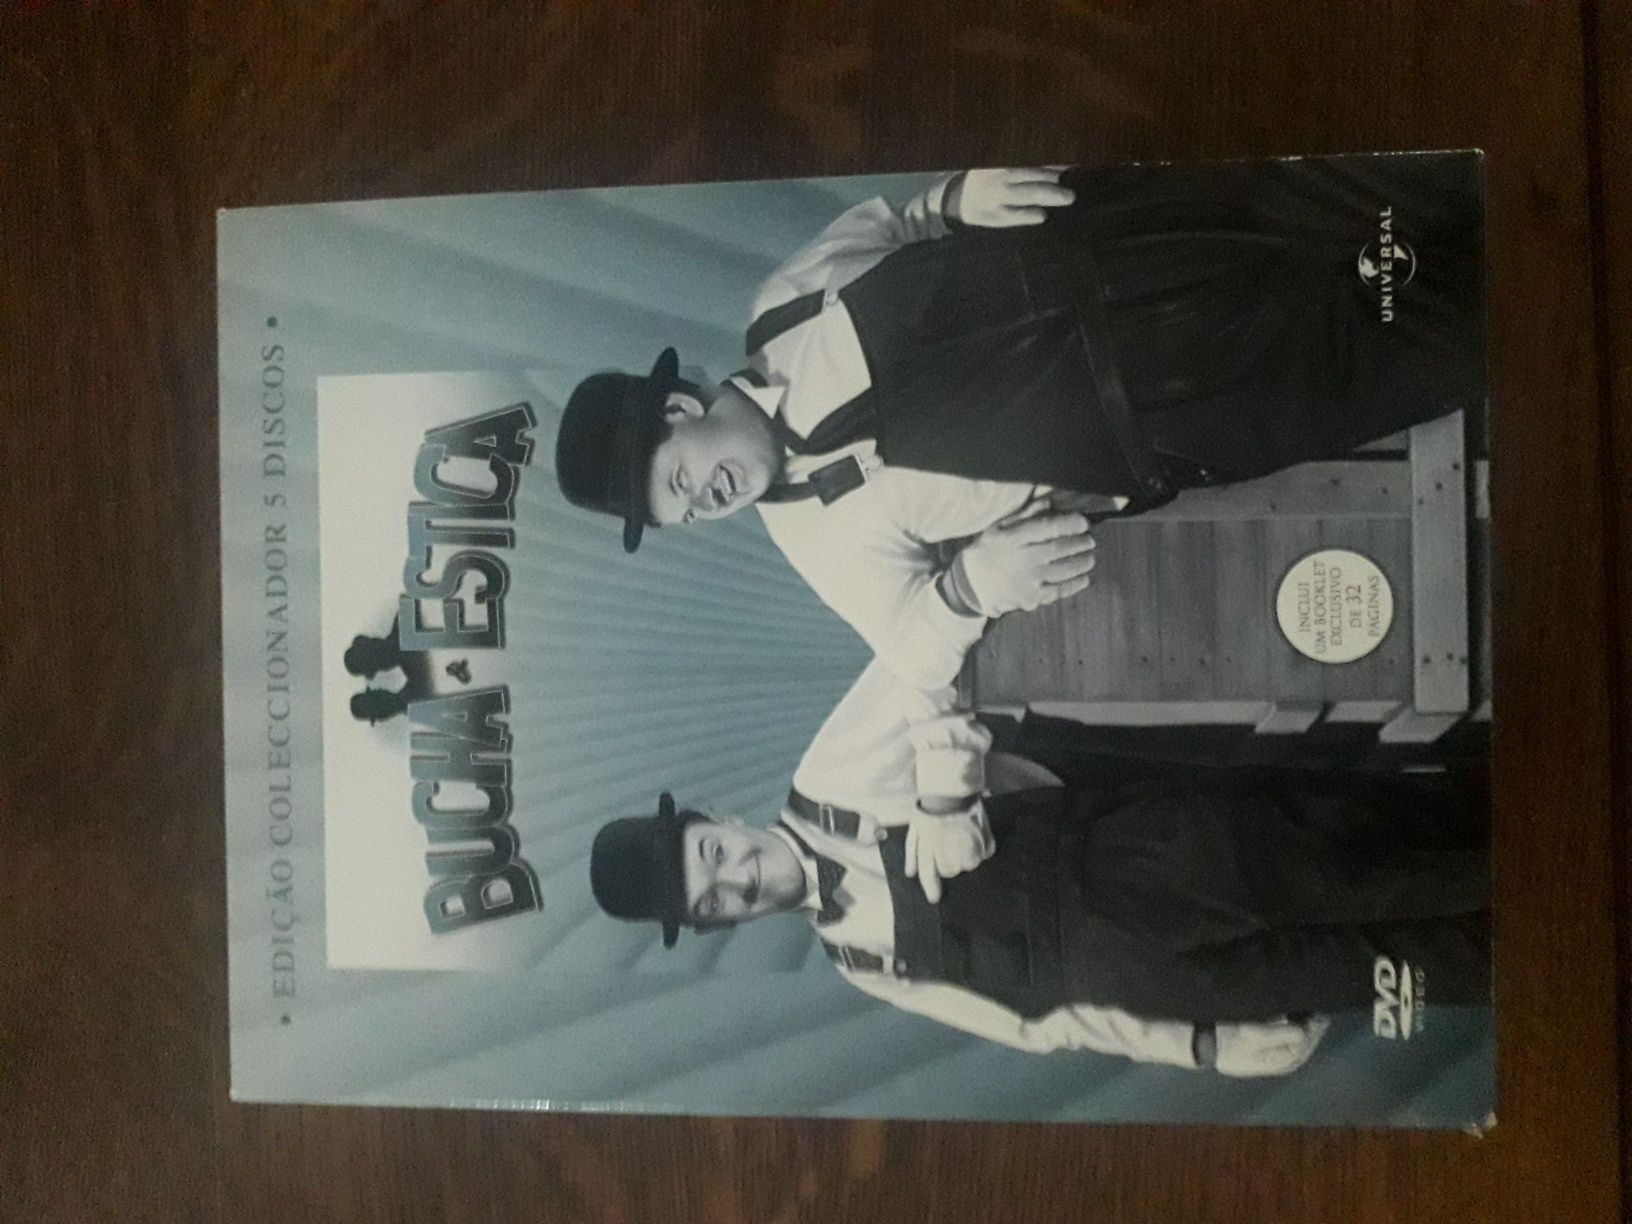 • EDIÇÃO COLECCIONADOR 5 DISCOS •
BUCHA & ESTICA
INCLUI
UM BOOKLET
EXCLUSIVO
DE 32
PÁGINAS
DVD
VIDEO
UNIVERSAL